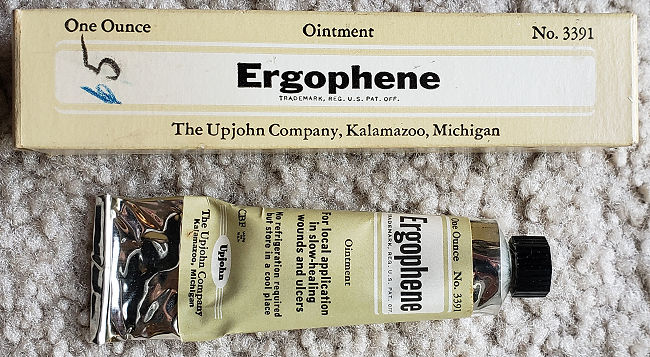 One Ounce Ointment No. 3391
65
Ergophene
TRADEMARK, REG. U.S. PAT. OFF.
The Upjohn Company, Kalamazoo, Michigan
One Ounce No. 3391
Ergophene
TRADEMARK, REG. U.S. PAT. OFF.
Ointment
For local application
in slow-healing
wounds and ulcers
No refrigeration required
but store in a cool place
CBF
Upjohn
The Upjohn Company
Kalamazoo, Michigan